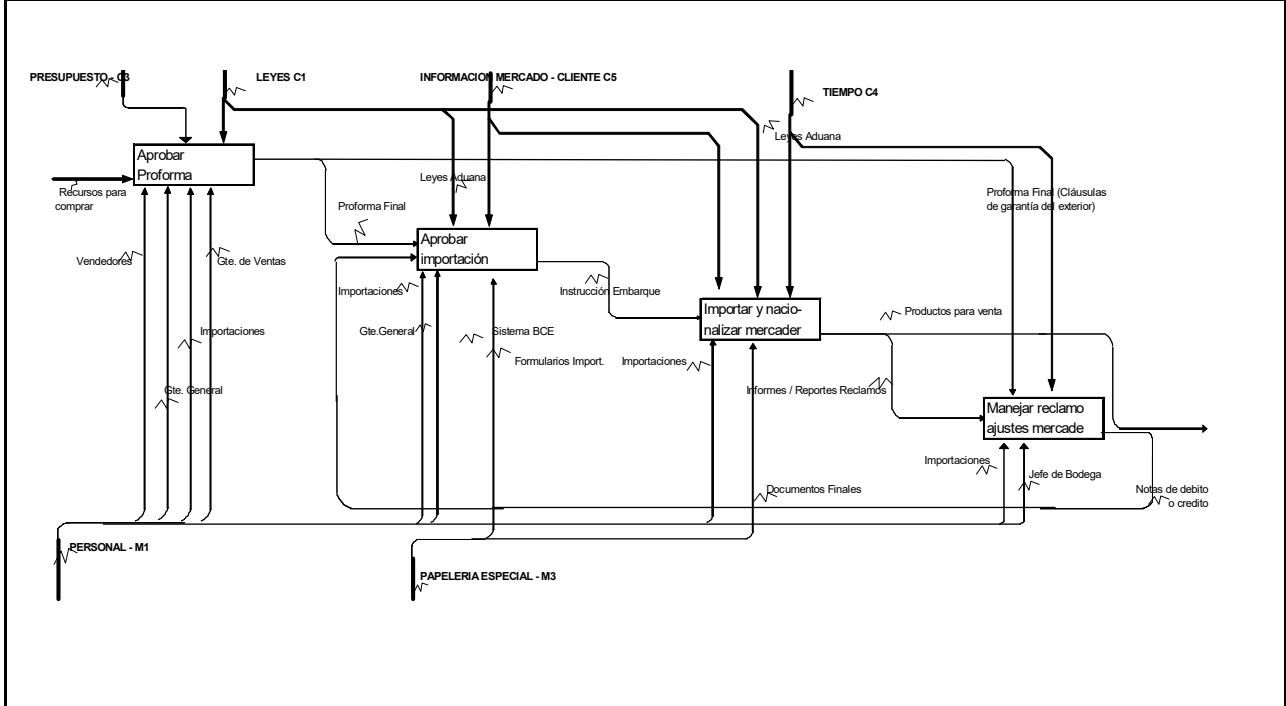 PRESUPUESTO - C3
LEYES C1
INFORMACION MERCADO - CLIENTE C5
TIEMPO C4
Leyes Aduana
Aprobar
Proforma
Recursos para
comprar
Leyes Aduana
Proforma Final (Cláusulas
de garantía del exterior)
Proforma Final
Aprobar
importación
Vendedores
Gte. de Ventas
Importaciones
Instrucción Embarque
Importar y nacio-
nalizar mercader
Productos para venta
Importaciones
Gte.General
Sistema BCE
Formularios Import.
Importaciones
Gte. General
Informes / Reportes Reclamos
Manejar reclamo
ajustes mercade
Importaciones
Jefe de Bodega
Documentos Finales
Notas de debito
o credito
PERSONAL - M1
PAPELERIA ESPECIAL - M3